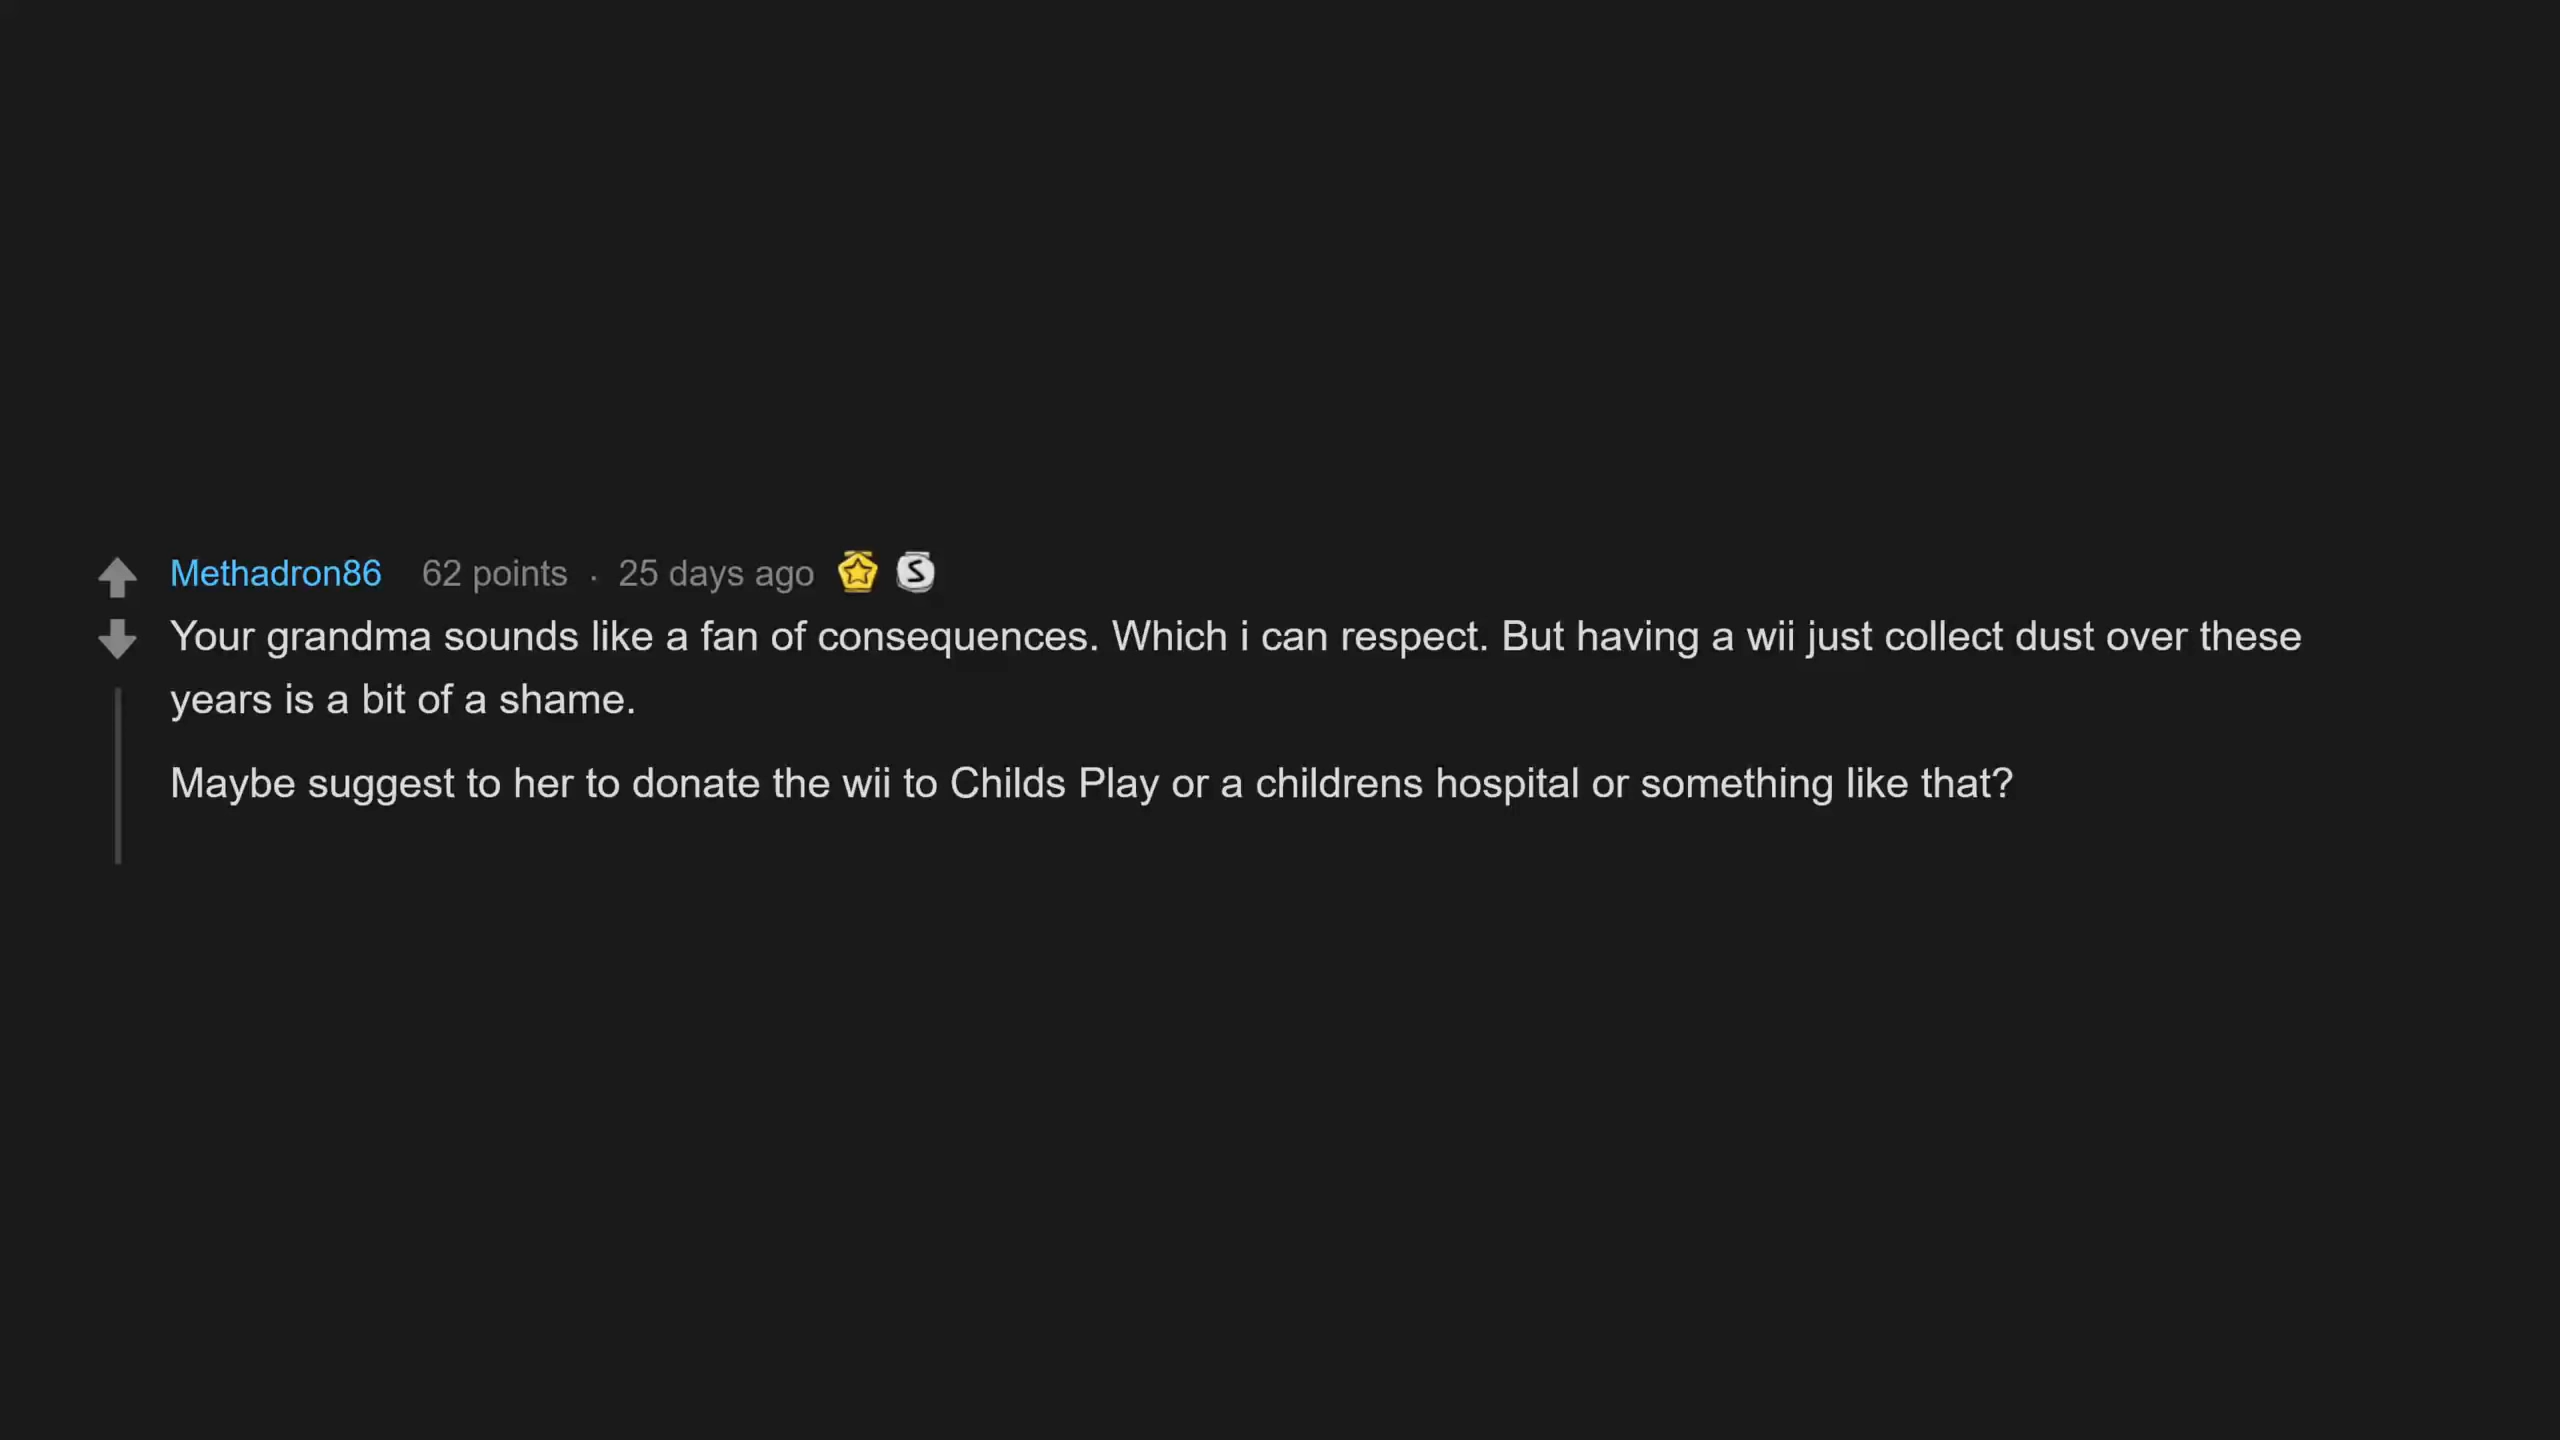 Methadron86 62 points · 25 days ago
Your grandma sounds like a fan of consequences. Which i can respect. But having a wii just collect dust over these
years is a bit of a shame.
Maybe suggest to her to donate the wii to Childs Play or a childrens hospital or something like that?